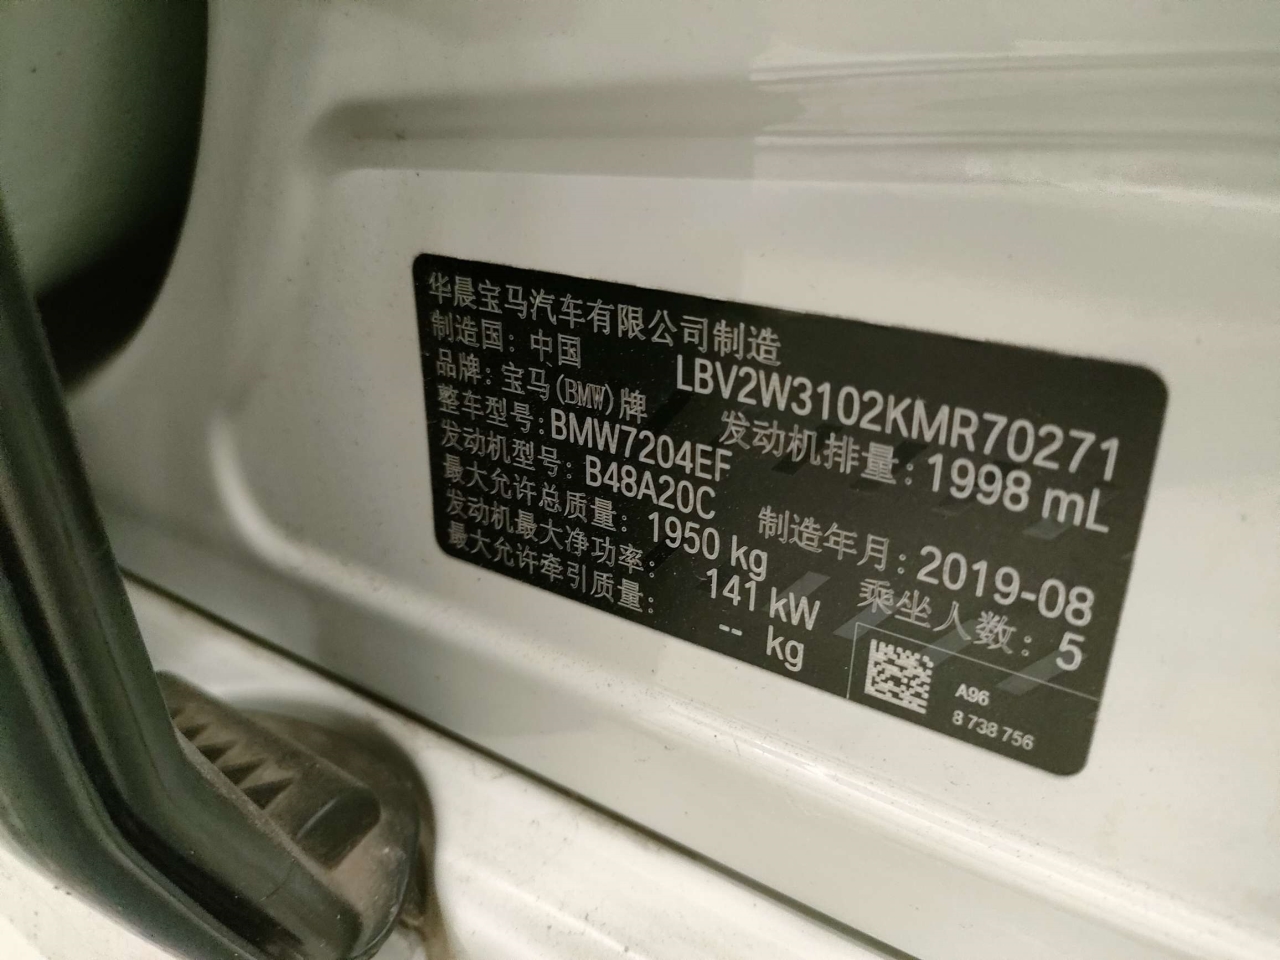 华晨宝马汽车有限公司制造
制造国：中国 LBV2W3102KMR70271
品牌：宝马(BMW)牌 发动机排量：1998 mL
整车型号：BMW7204EF
发动机型号：B48A20C 制造年月：2019-08
最大允许总质量：1950 kg 乘坐人数：5
发动机最大净功率：141 kW
最大允许牵引质量：-- kg
A96
8 738 756